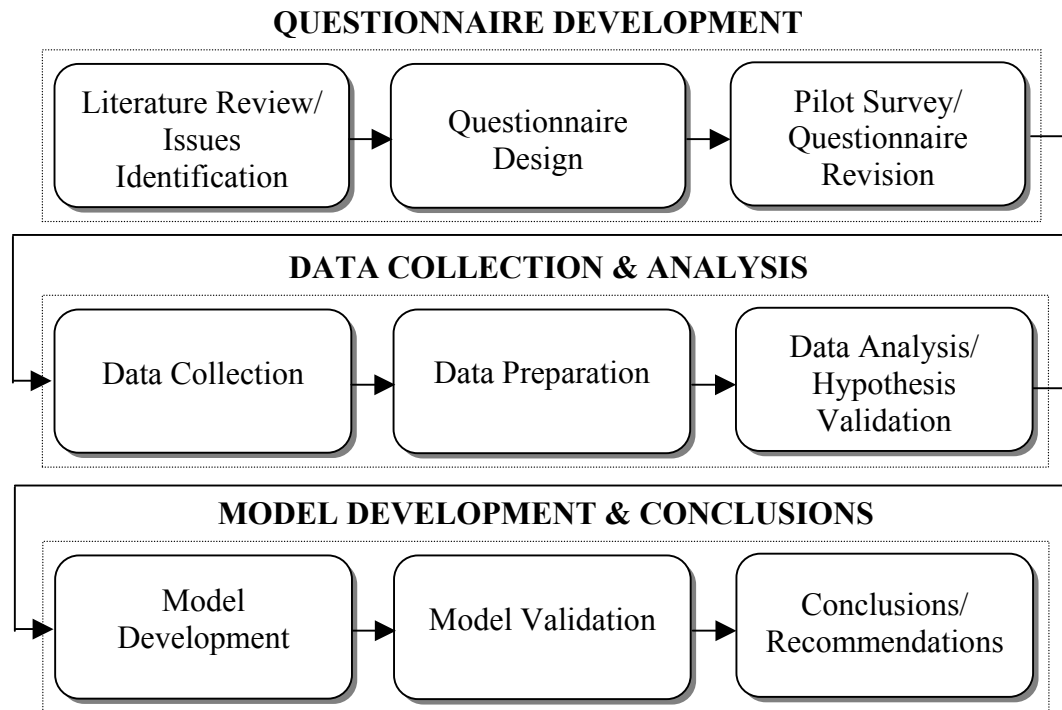 QUESTIONNAIRE DEVELOPMENT
Literature Review/
Issues
Identification
Questionnaire
Design
Pilot Survey/
Questionnaire
Revision
DATA COLLECTION & ANALYSIS
Data Collection
Data Preparation
Data Analysis/
Hypothesis
Validation
MODEL DEVELOPMENT & CONCLUSIONS
Model
Development
Model Validation
Conclusions/
Recommendations